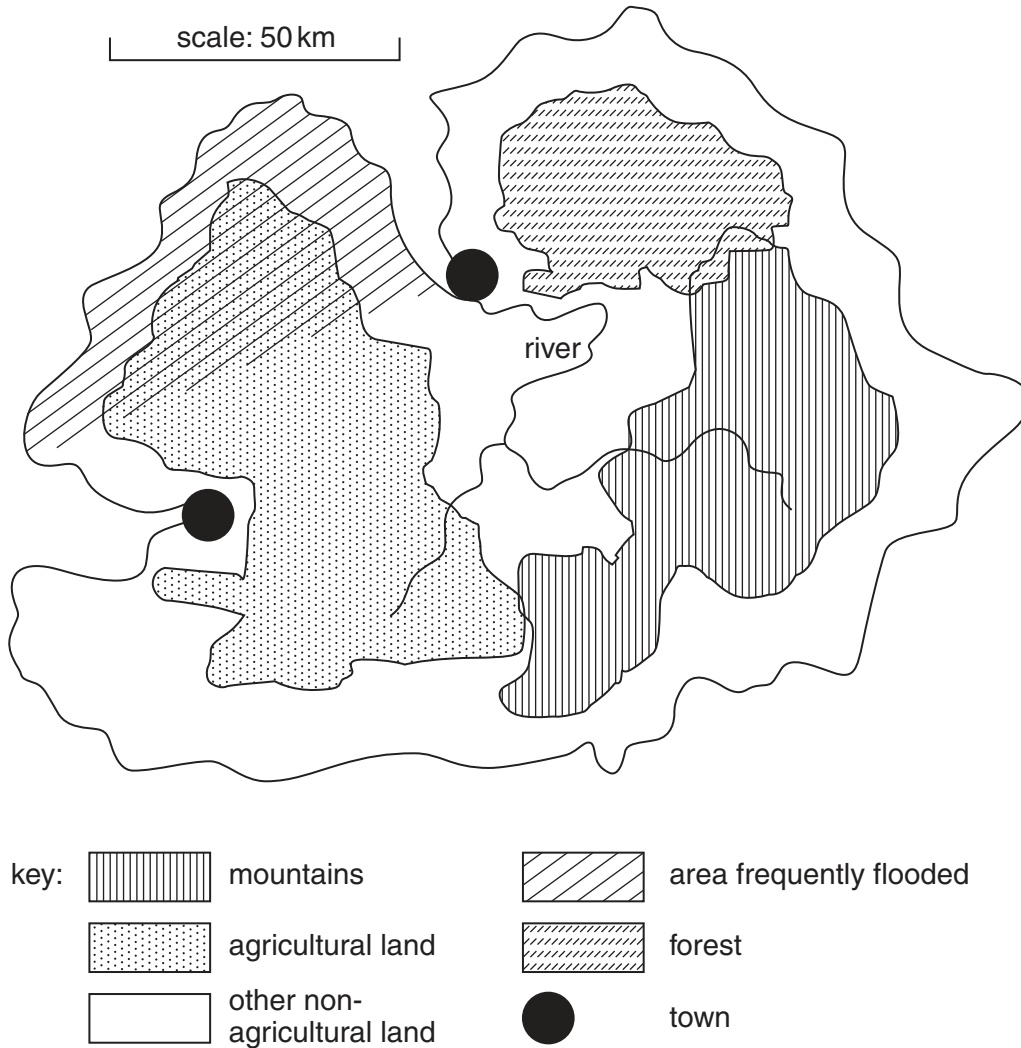 scale: 50 km
river
key:
mountains
area frequently flooded
agricultural land
forest
other non-
agricultural land
town